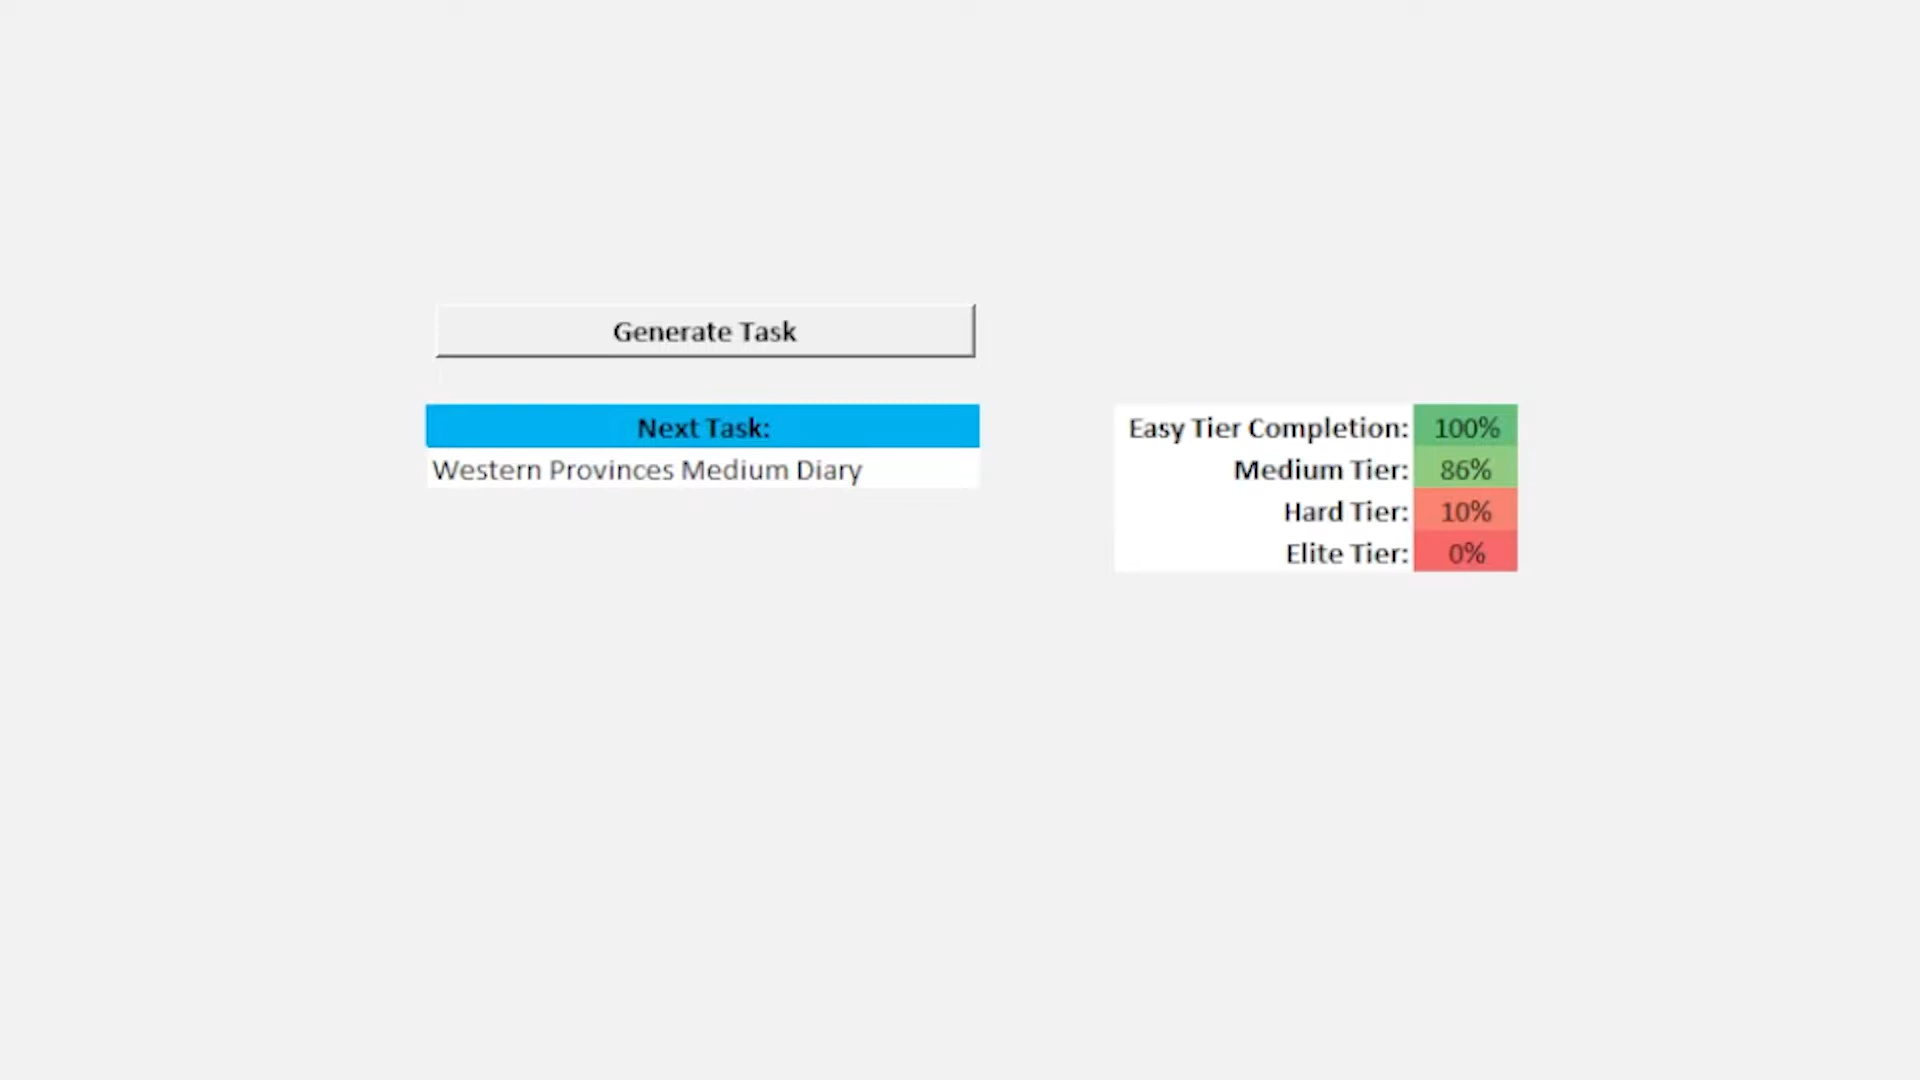 Generate Task
Next Task:
Western Provinces Medium Diary
Easy Tier Completion: 100%
Medium Tier: 86%
Hard Tier: 10%
Elite Tier: 0%